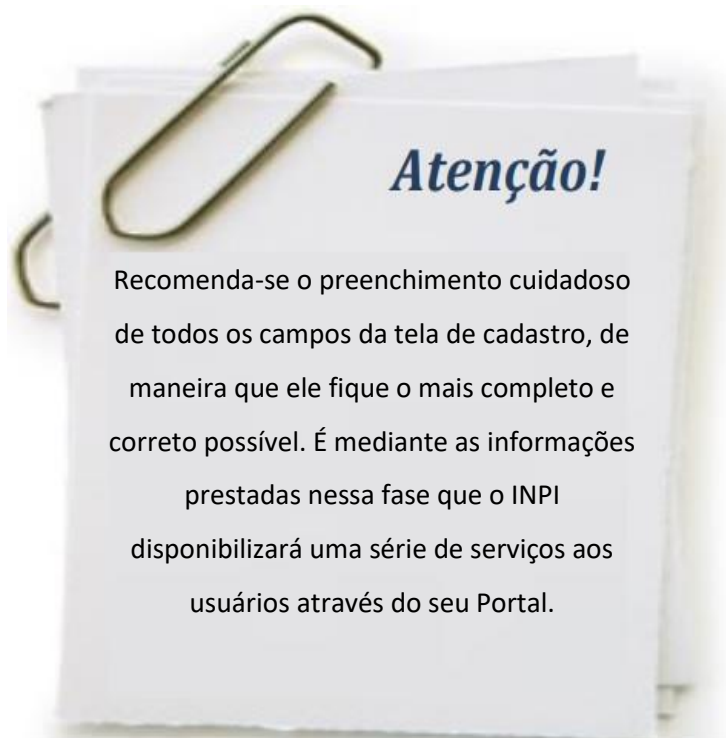 Atenção!
Recomenda-se o preenchimento cuidadoso
de todos os campos da tela de cadastro, de
maneira que ele fique o mais completo e
correto possível. É mediante as informações
prestadas nessa fase que o INPI
disponibilizará uma série de serviços aos
usuários através do seu Portal.